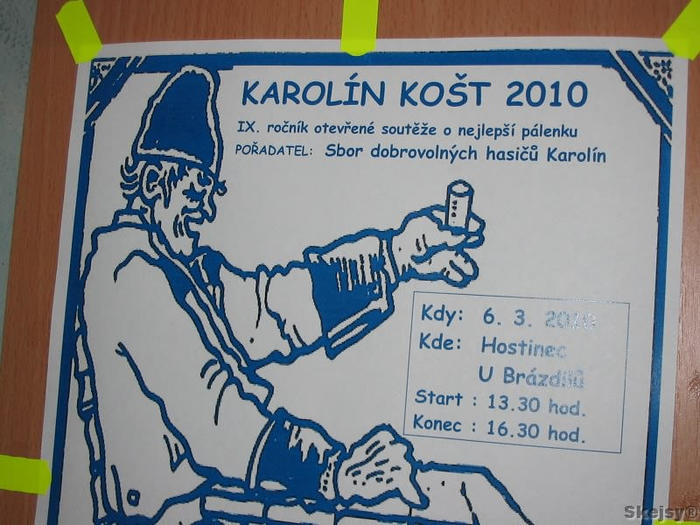 KAROLÍN KOŠT 2010
IX. ročník otevřené soutěže o nejlepší pálenku
POŘADATEL: Sbor dobrovolných hasičů Karolín
Kdy: 6. 3. 2010
Kde: Hostinec
U Brázdilů
Start : 13.30 hod.
Konec : 16.30 hod.